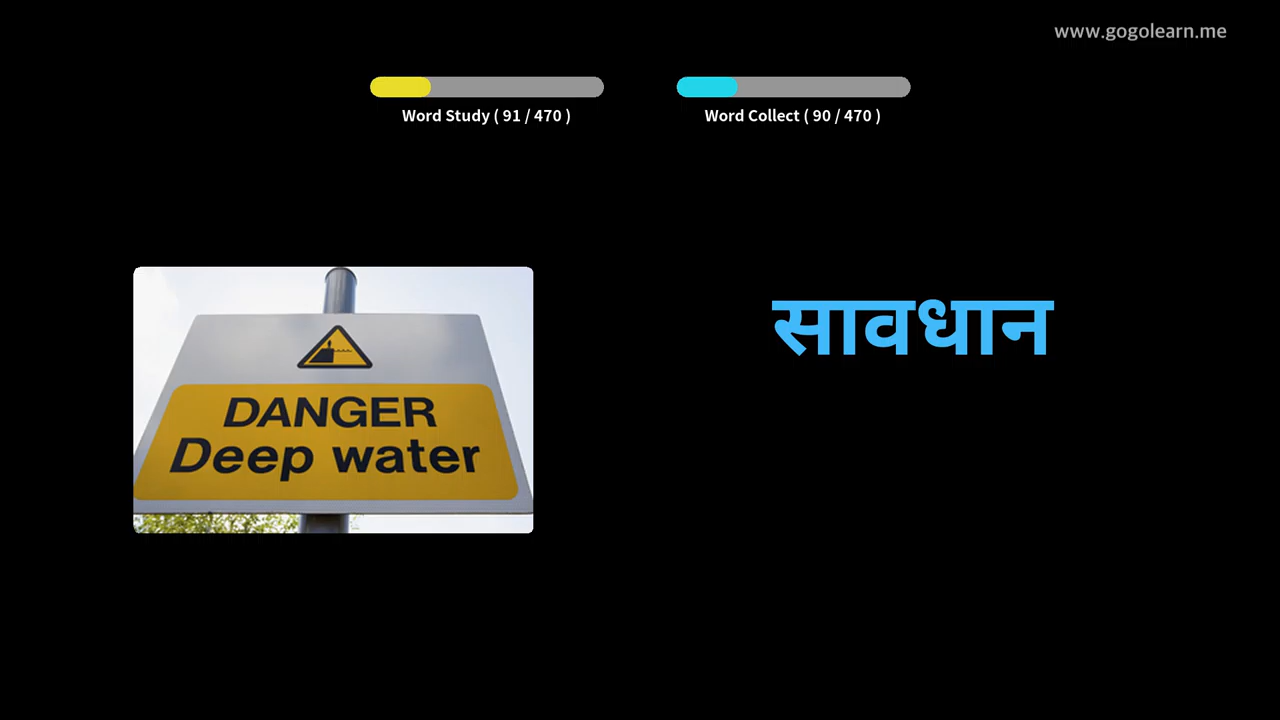 www.gogolearn.me
Word Study ( 91 / 470 )
Word Collect ( 90 / 470 )
DANGER
Deep water
सावधान